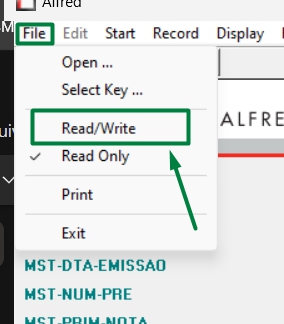 Alfred
File Edit Start Record Display
Open ...
Select Key ...
ALFRE
Read/Write
Read Only
Print
Exit
MST-DTA-EMISSAO
MST-NUM-PRE
MST-PRIM-NOTA